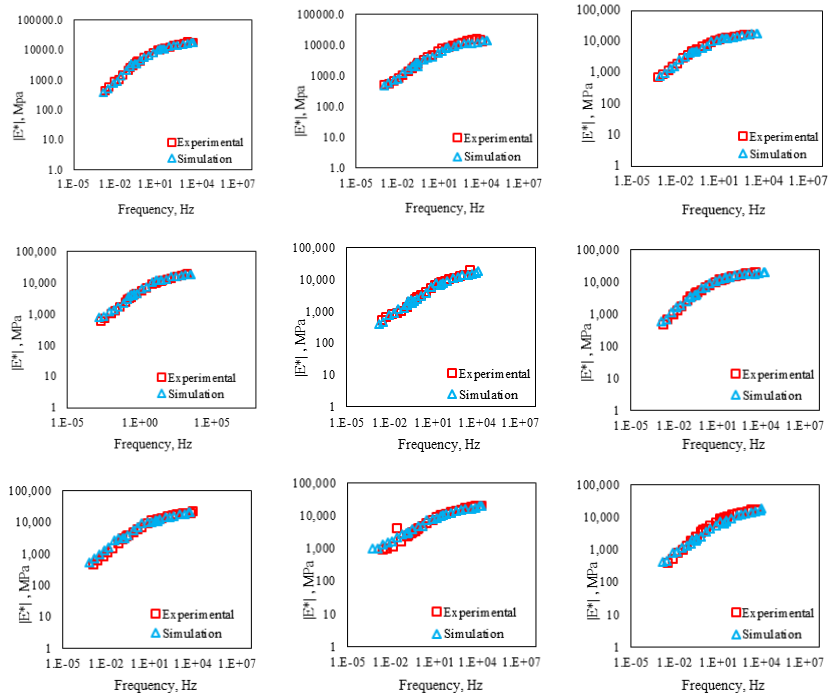 100000.0
10000.0
1000.0
100.0
10.0
1.0
|E*|, Mpa
Experimental
Simulation
1.E-05 1.E-02 1.E+01 1.E+04 1.E+07
Frequency, Hz
100000.0
10000.0
1000.0
100.0
10.0
1.0
|E*|, Mpa
Experimental
Simulation
1.E-05 1.E-02 1.E+01 1.E+04 1.E+07
Frequency, Hz
100,000
10,000
1,000
100
10
1
|E*| , MPa
Experimental
Simulation
1.E-05 1.E-02 1.E+01 1.E+04 1.E+07
Frequency, Hz
100,000
10,000
1,000
100
10
1
|E*| , MPa
Experimental
Simulation
1.E-05 1.E+00 1.E+05
Frequency, Hz
100,000
10,000
1,000
100
10
1
|E*| , MPa
Experimental
Simulation
1.E-05 1.E-02 1.E+01 1.E+04 1.E+07
Frequency, Hz
100,000
10,000
1,000
100
10
1
|E*| , MPa
Experimental
Simulation
1.E-05 1.E-02 1.E+01 1.E+04 1.E+07
Frequency, Hz
100,000
10,000
1,000
100
10
1
|E*| , MPa
Experimental
Simulation
1.E-05 1.E-02 1.E+01 1.E+04 1.E+07
Frequency, Hz
100,000
10,000
1,000
100
10
1
|E*| , MPa
Experimental
Simulation
1.E-05 1.E-02 1.E+01 1.E+04 1.E+07
Frequency, Hz
100,000
10,000
1,000
100
10
1
|E*| , MPa
Experimental
Simulation
1.E-05 1.E-02 1.E+01 1.E+04 1.E+07
Frequency, Hz